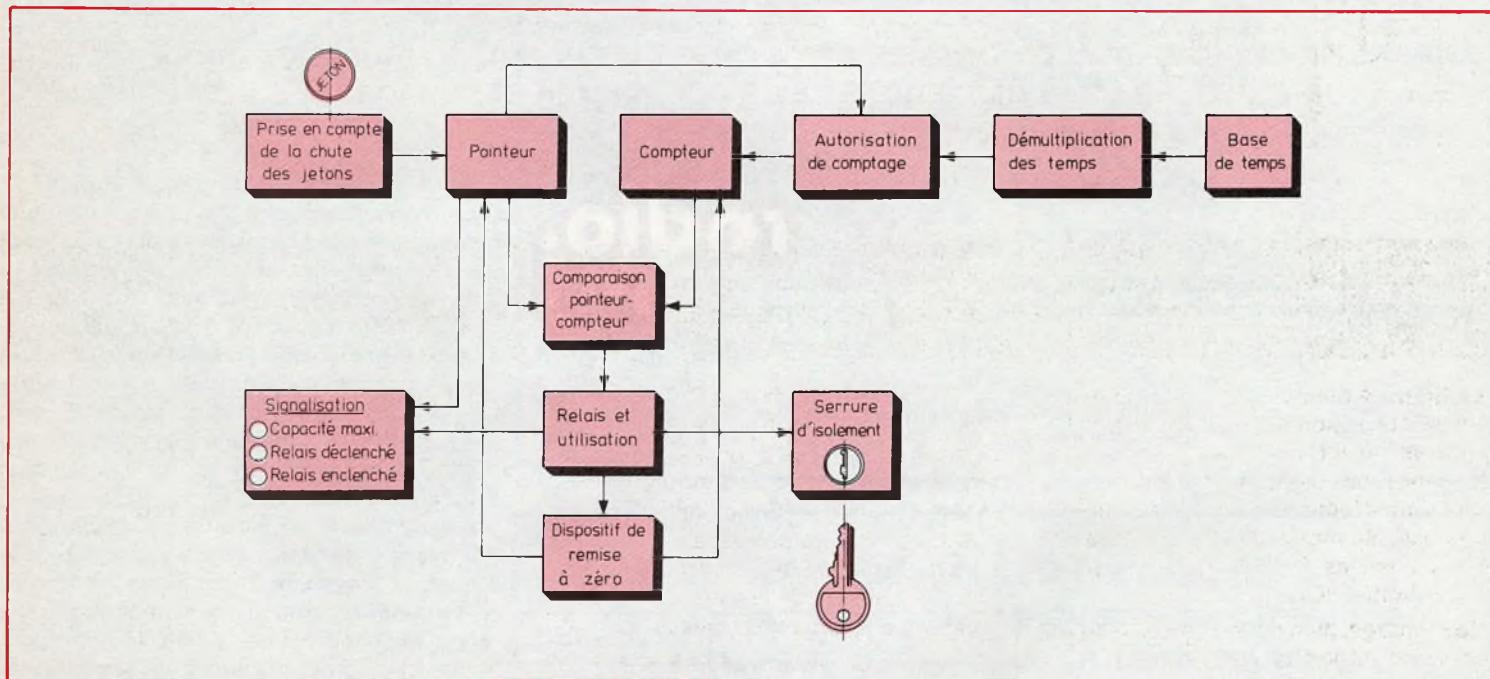 JETON
Prise en compte
de la chute
des jetons
Pointeur
Compteur
Autorisation
de comptage
Démultiplication
des temps
Base
de temps
Comparaison
pointeur-
compteur
Signalisation
Capacité maxi.
Relais déclenché
Relais enclenché
Relais et
utilisation
Serrure
d'isolement
Dispositif de
remise
à zéro